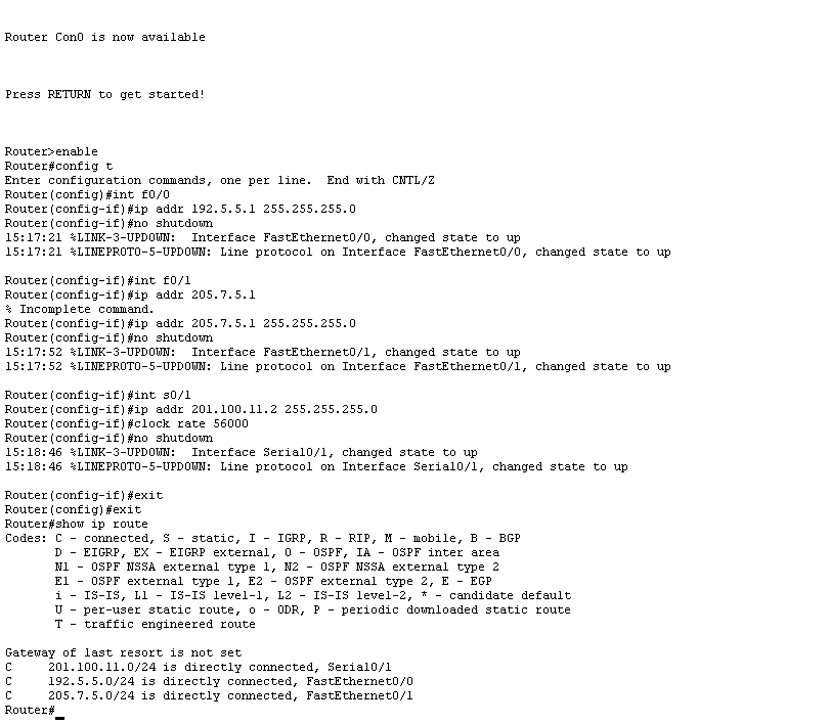 Router Con0 is now available
Press RETURN to get started!
Router>enable
Router#config t
Enter configuration commands, one per line.  End with CNTL/Z
Router(config)#int f0/0
Router(config-if)#ip addr 192.5.5.1 255.255.255.0
Router(config-if)#no shutdown
15:17:21 %LINK-3-UPDOWN:  Interface FastEthernet0/0, changed state to up
15:17:21 %LINEPROTO-5-UPDOWN: Line protocol on Interface FastEthernet0/0, changed state to up
Router(config-if)#int f0/1
Router(config-if)#ip addr 205.7.5.1
% Incomplete command.
Router(config-if)#ip addr 205.7.5.1 255.255.255.0
Router(config-if)#no shutdown
15:17:52 %LINK-3-UPDOWN:  Interface FastEthernet0/1, changed state to up
15:17:52 %LINEPROTO-5-UPDOWN: Line protocol on Interface FastEthernet0/1, changed state to up
Router(config-if)#int s0/1
Router(config-if)#ip addr 201.100.11.2 255.255.255.0
Router(config-if)#clock rate 56000
Router(config-if)#no shutdown
15:18:46 %LINK-3-UPDOWN:  Interface Serial0/1, changed state to up
15:18:46 %LINEPROTO-5-UPDOWN: Line protocol on Interface Serial0/1, changed state to up
Router(config-if)#exit
Router(config)#exit
Router#show ip route
Codes: C - connected, S - static, I - IGRP, R - RIP, M - mobile, B - BGP
       D - EIGRP, EX - EIGRP external, O - OSPF, IA - OSPF inter area
       N1 - OSPF NSSA external type 1, N2 - OSPF NSSA external type 2
       E1 - OSPF external type 1, E2 - OSPF external type 2, E - EGP
       i - IS-IS, L1 - IS-IS level-1, L2 - IS-IS level-2, * - candidate default
       U - per-user static route, o - ODR, P - periodic downloaded static route
       T - traffic engineered route
Gateway of last resort is not set
C     201.100.11.0/24 is directly connected, Serial0/1
C     192.5.5.0/24 is directly connected, FastEthernet0/0
C     205.7.5.0/24 is directly connected, FastEthernet0/1
Router#